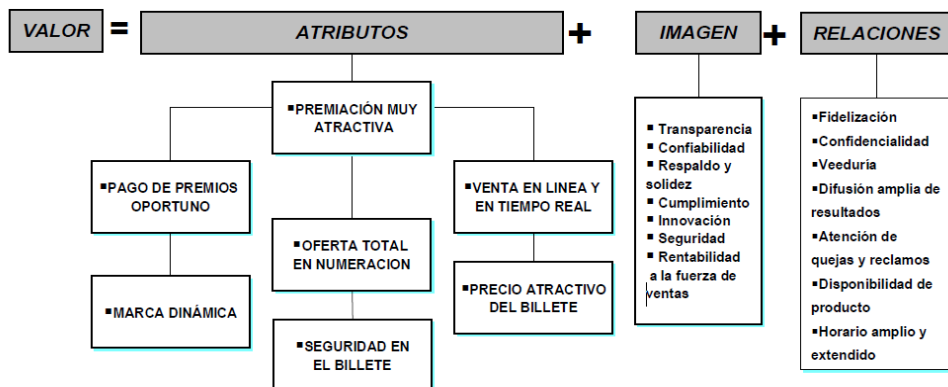 VALOR = ATRIBUTOS + IMAGEN + RELACIONES
▪PREMIACIÓN MUY
ATRACTIVA
▪PAGO DE PREMIOS
OPORTUNO
▪MARCA DINÁMICA
▪OFERTA TOTAL
EN NUMERACION
▪SEGURIDAD EN
EL BILLETE
▪VENTA EN LINEA Y
EN TIEMPO REAL
▪PRECIO ATRACTIVO
DEL BILLETE
▪ Transparencia
▪ Confiabilidad
▪ Respaldo y
solidez
▪ Cumplimiento
▪ Innovación
▪ Seguridad
▪ Rentabilidad
a la fuerza de
ventas
▪Fidelización
▪Confidencialidad
▪Veeduría
▪Difusión amplia de
resultados
▪Atención de
quejas y reclamos
▪Disponibilidad de
producto
▪Horario amplio y
extendido